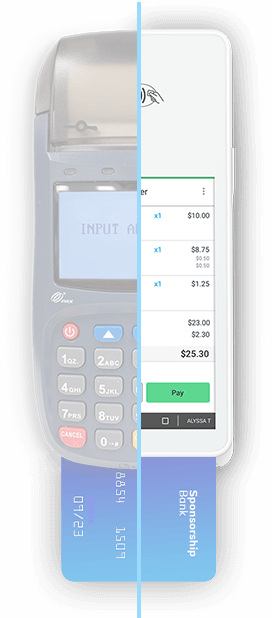 er
x1 $10.00
x1 $8.75
$0.50
$0.50
x1 $1.25
$23.00
$2.30
$25.30
Pay
ALYSSA T
INPUT A
1QZ. 2ABC
4GHI 5JKL
7PRS 8TUV
CANCEL 0
8854 1507
09/23
Sponsorship
Bank